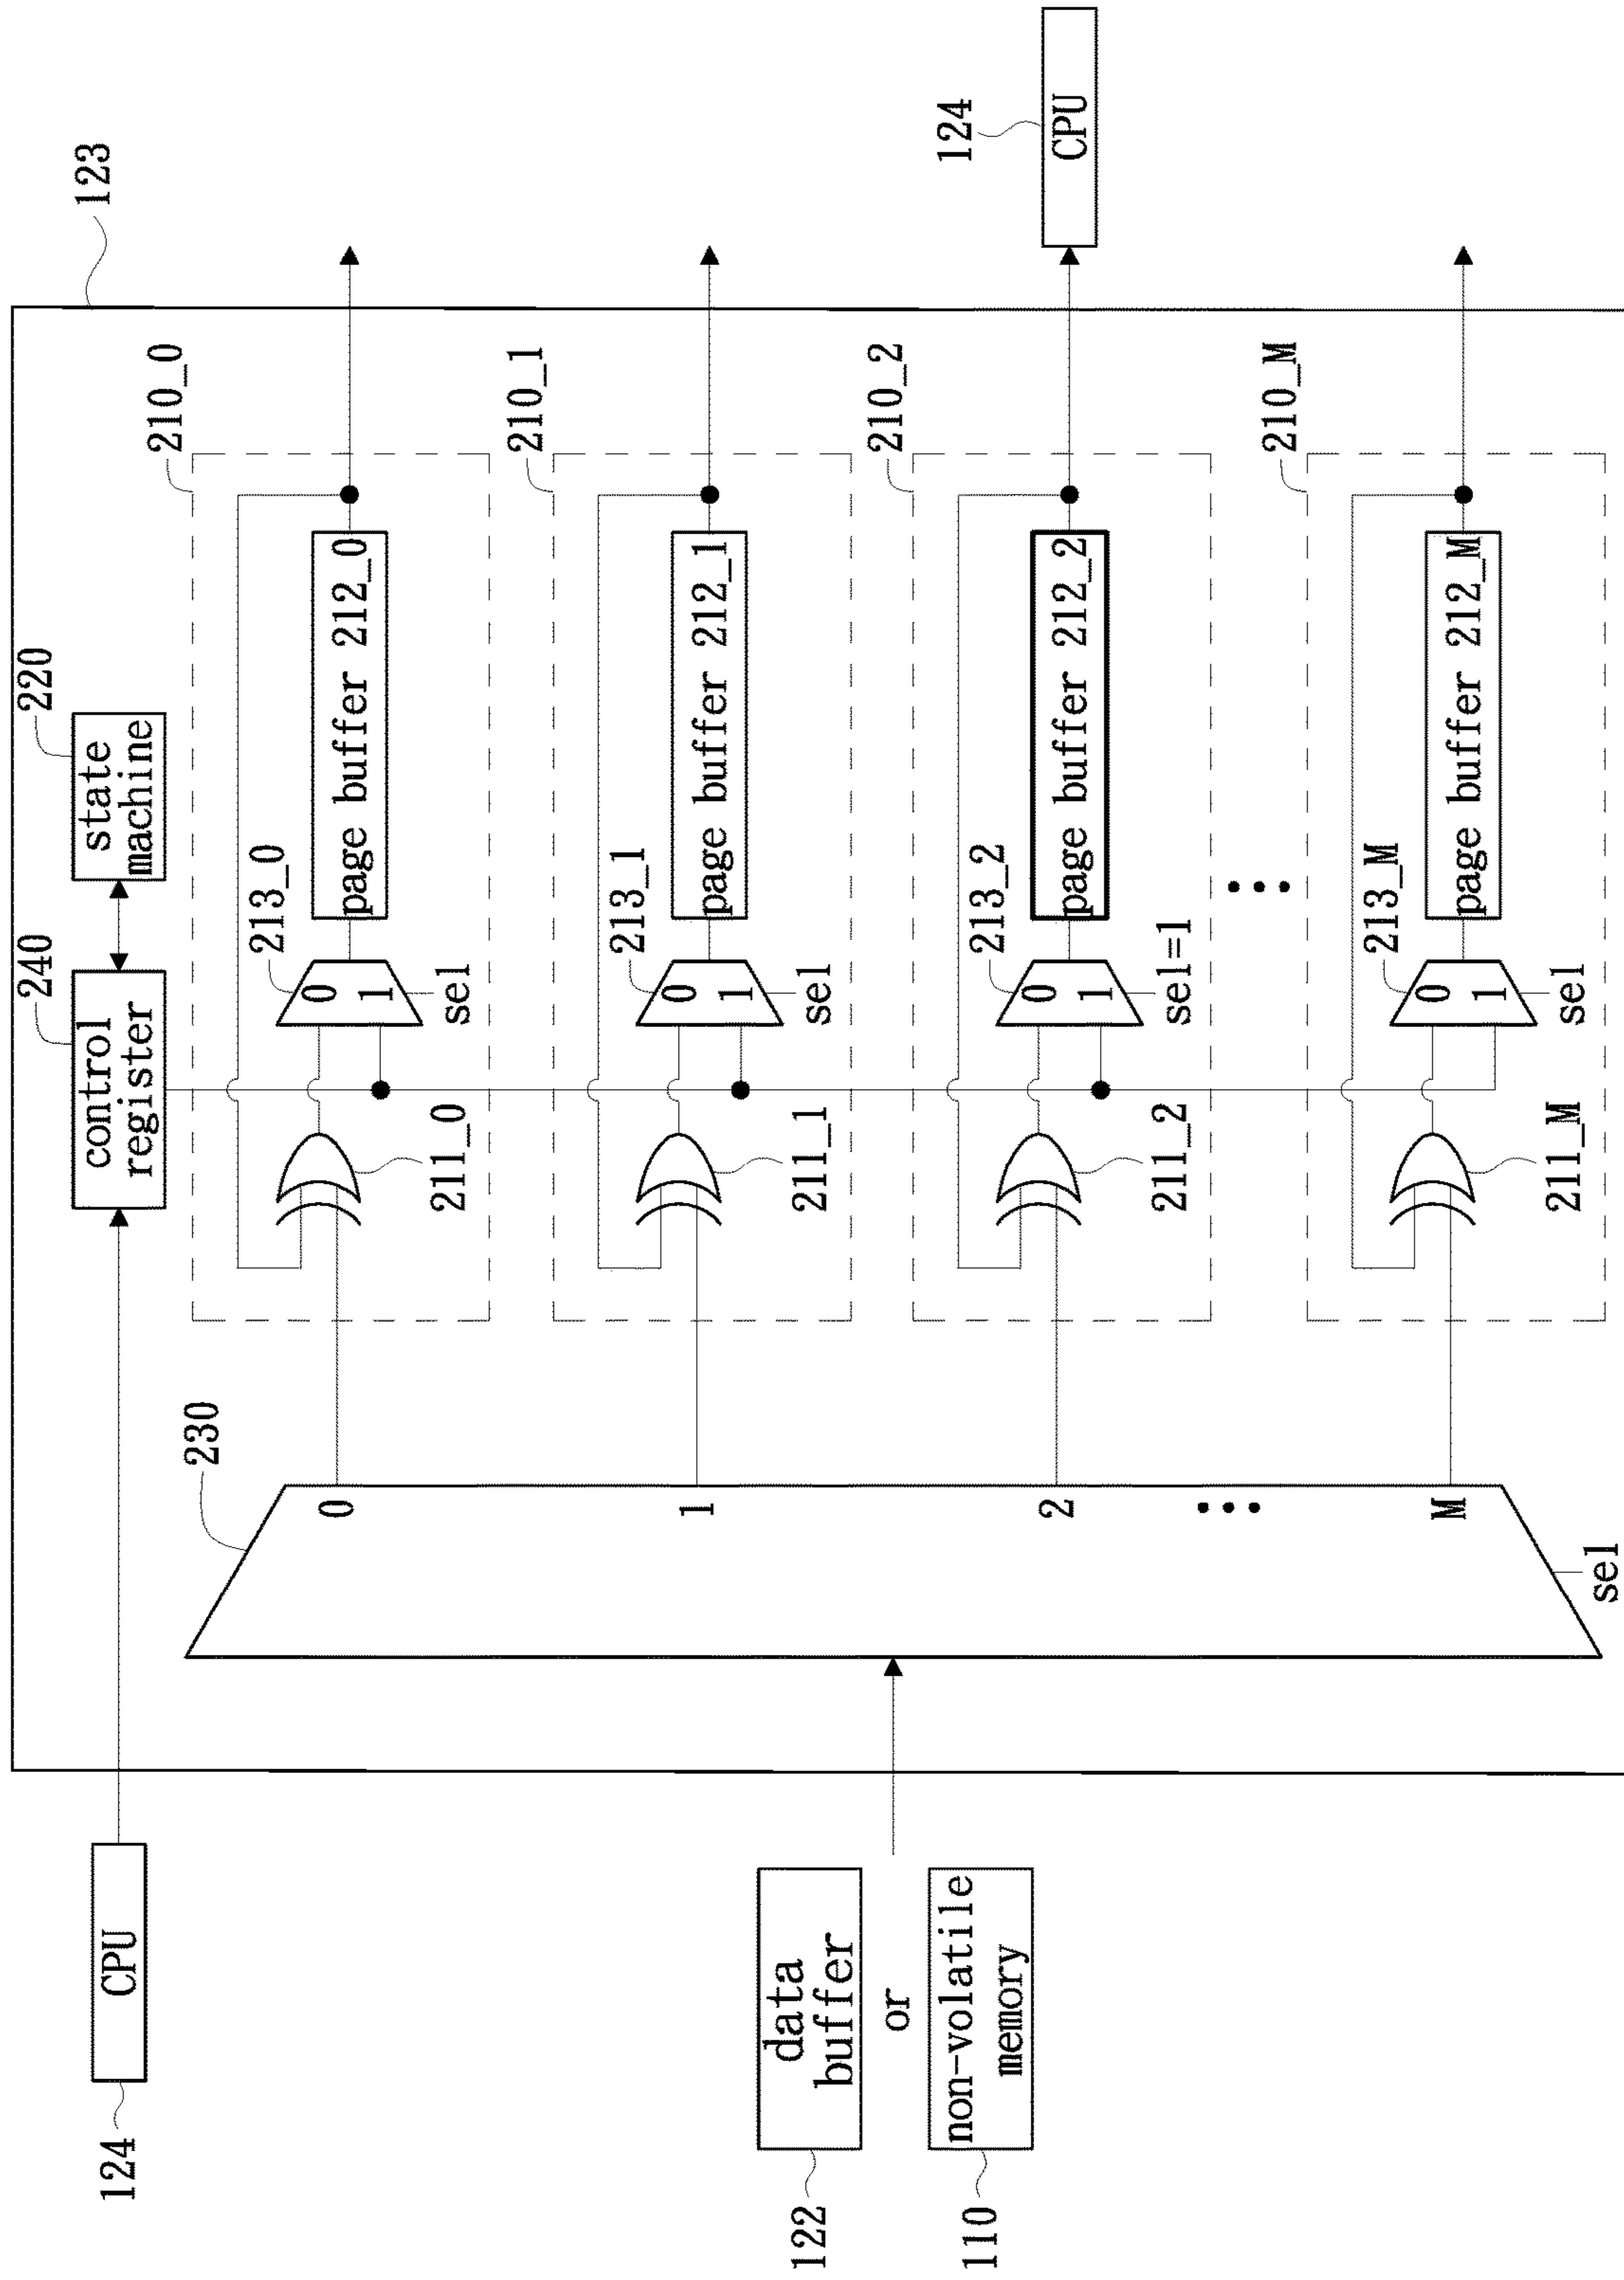 123
CPU
124
240
control
register
220
state
machine
230
0
1
2
M
sel
210_0
211_0
213_0
0
1
sel
page buffer 212_0
210_1
211_1
213_1
0
1
sel
page buffer 212_1
210_2
211_2
213_2
0
1
sel=1
page buffer 212_2
124
CPU
210_M
211_M
213_M
0
1
sel
page buffer 212_M
122
data
buffer
or
110
non-volatile
memory